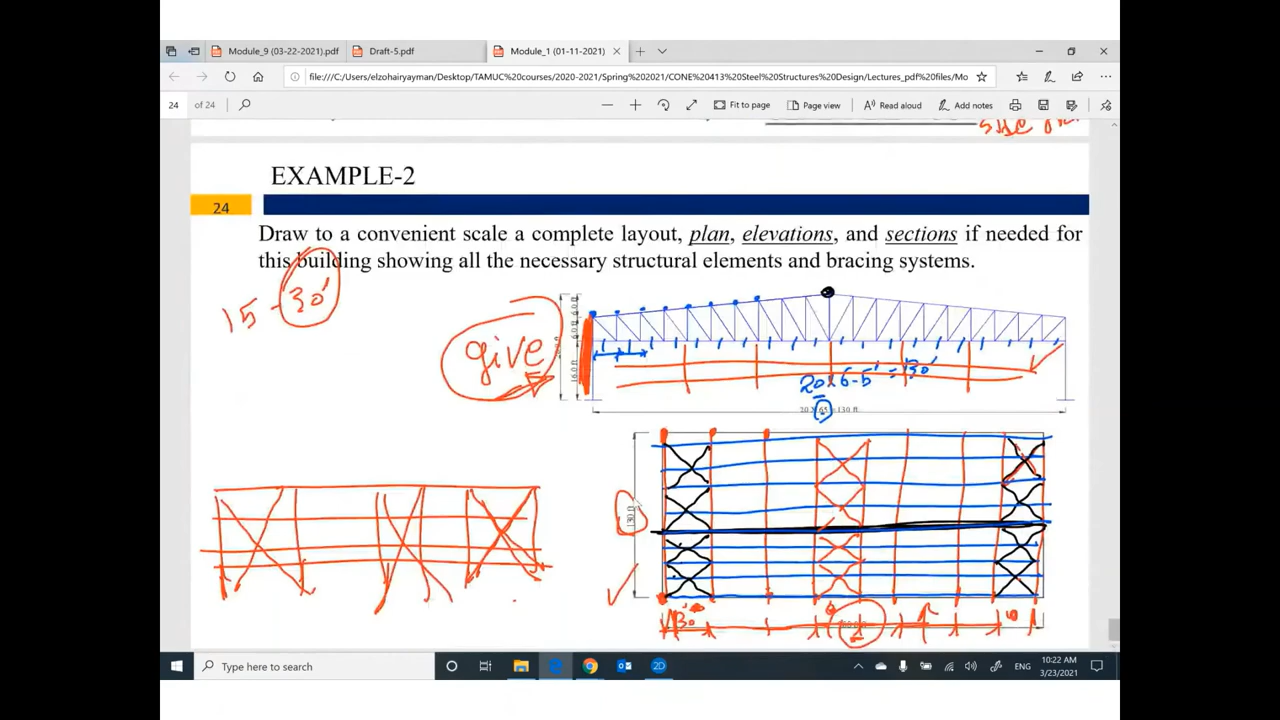 Module_9 (03-22-2021).pdf
Draft-5.pdf
Module_1 (01-11-2021)
file:///C:/Users/elzohairyayman/Desktop/TAMUC%20courses/2020-2021/Spring%202021/CONE%20413%20Steel%20Structures%20Design/Lectures_pdf%20files/Mo
24 of 24
Fit to page
Page view
Read aloud
Add notes
EXAMPLE-2
24
Draw to a convenient scale a complete layout, plan, elevations, and sections if needed for
this building showing all the necessary structural elements and bracing systems.
15 - 30'
give
20x6.5' = 130'
130 ft.
30'
Type here to search
ENG
10:22 AM
3/23/2021